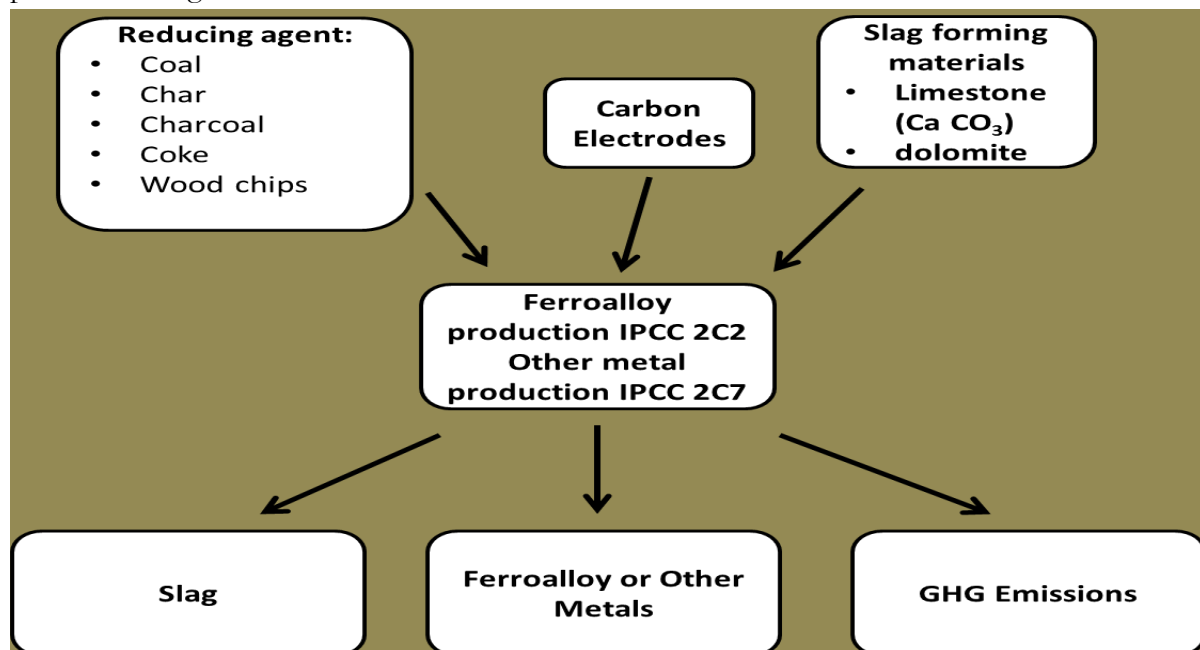 Reducing agent:
• Coal
• Char
• Charcoal
• Coke
• Wood chips
Carbon
Electrodes
Slag forming
materials
• Limestone
(Ca CO₃)
• dolomite
Ferroalloy
production IPCC 2C2
Other metal
production IPCC 2C7
Slag
Ferroalloy or Other
Metals
GHG Emissions